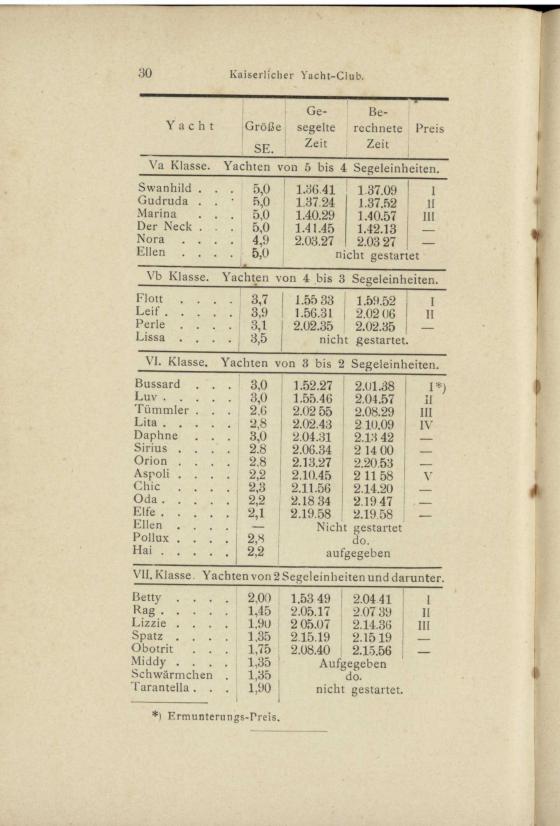 30 Kaiserlicher Yacht-Club.
Yacht Größe SE. Ge-segelte Zeit Be-rechnete Zeit Preis
Va Klasse. Yachten von 5 bis 4 Segeleinheiten.
Swanhild . . . 5,0 1.36.41 1.37.09 I
Gudruda . . . 5,0 1.37.24 1.37.52 II
Marina . . . 5,0 1.40.29 1.40.57 III
Der Neck . . . 5,0 1.41.45 1.42.13 —
Nora . . . . 4,9 2.03.27 2.03 27 —
Ellen . . . . 5,0 nicht gestartet
Vb Klasse. Yachten von 4 bis 3 Segeleinheiten.
Flott . . . . 3,7 1.55 33 1.59.52 I
Leif . . . . . 3,9 1.56.31 2.02 06 II
Perle . . . . 3,1 2.02.35 2.02.35 —
Lissa . . . . 3,5 nicht gestartet.
VI. Klasse. Yachten von 3 bis 2 Segeleinheiten.
Bussard . . . 3,0 1.52.27 2.01.38 I*)
Luv . . . . . 3,0 1.55.46 2.04.57 II
Tümmler . . . 2,6 2.02 55 2.08.29 III
Lita . . . . . 2,8 2.02.43 2 10.09 IV
Daphne . . . 3,0 2.04.31 2.13 42 —
Sirius . . . . 2.8 2.06.34 2 14 00 —
Orion . . . . 2,8 2.13,27 2.20.53 —
Aspoli . . . . 2,2 2.10.45 2 11 58 V
Chic . . . . 2,3 2.11.56 2.14.20 —
Oda . . . . . 2,2 2.18 34 2.19 47 —
Elfe . . . . . 2,1 2.19.58 2.19.58 —
Ellen . . . . — Nicht gestartet
Pollux . . . . 2,8 do.
Hai . . . . . 2,2 aufgegeben
VII. Klasse. Yachten von 2 Segeleinheiten und darunter.
Betty . . . . 2,00 1.53 49 2.04 41 I
Rag . . . . . 1,45 2.05.17 2.07 39 II
Lizzie . . . . 1,90 2 05.07 2.14.36 III
Spatz . . . . 1,35 2.15.19 2.15 19 —
Obotrit . . . 1,75 2.08.40 2.15.56 —
Middy . . . . 1,35 Aufgegeben
Schwärmchen . 1,35 do.
Tarantella . . . 1,90 nicht gestartet.
*) Ermunterungs-Preis.